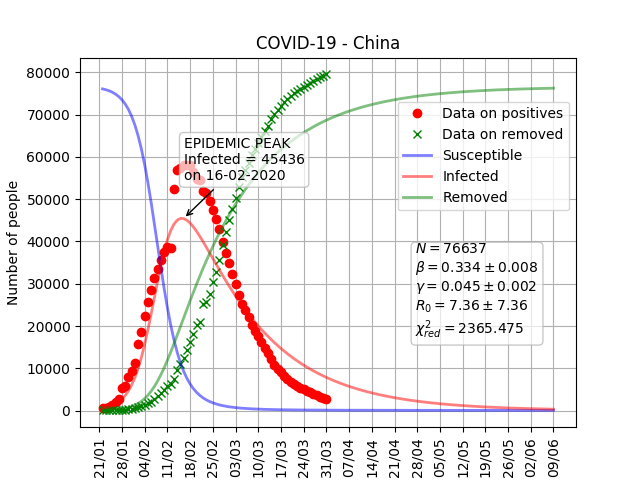 COVID-19 - China
Number of people
80000
70000
60000
50000
40000
30000
20000
10000
0
EPIDEMIC PEAK
Infected = 45436
on 16-02-2020
Data on positives
Data on removed
Susceptible
Infected
Removed
N = 76637
β = 0.334 ± 0.008
γ = 0.045 ± 0.002
R₀ = 7.36 ± 7.36
χ²red = 2365.475
21/01
28/01
04/02
11/02
18/02
25/02
03/03
10/03
17/03
24/03
31/03
07/04
14/04
21/04
28/04
05/05
12/05
19/05
26/05
02/06
09/06